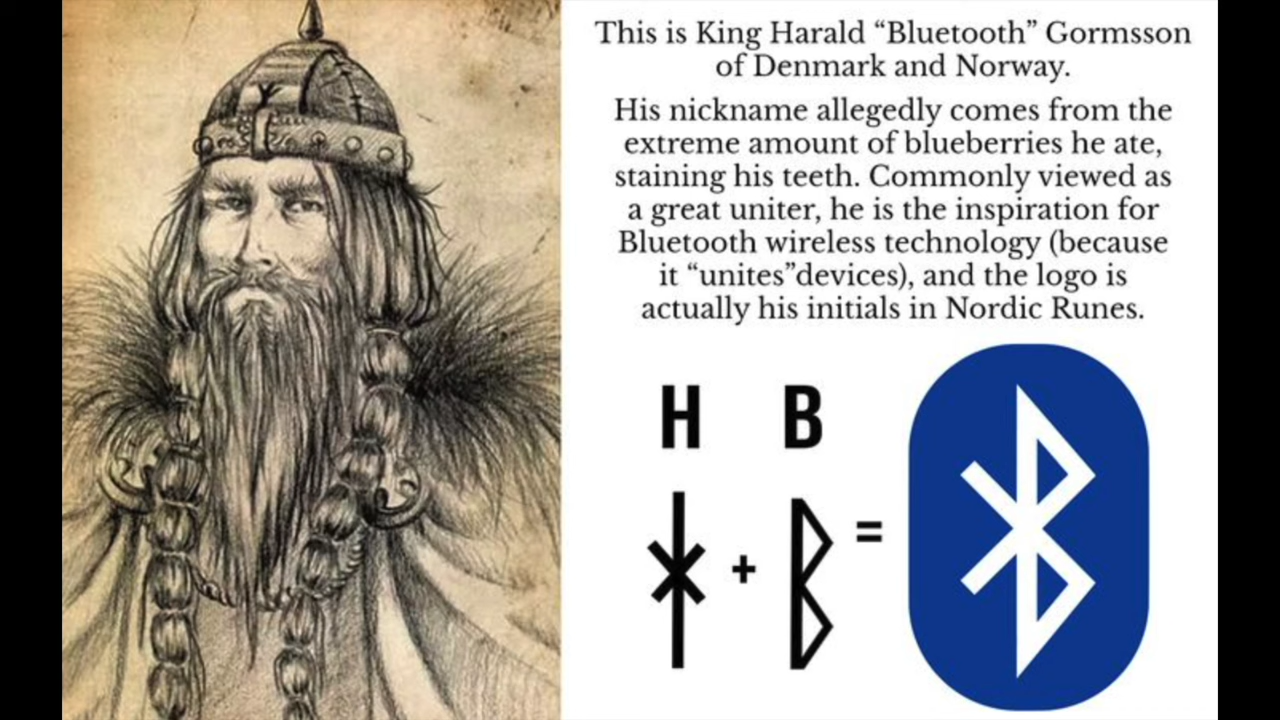 This is King Harald “Bluetooth” Gormsson
of Denmark and Norway.
His nickname allegedly comes from the
extreme amount of blueberries he ate,
staining his teeth. Commonly viewed as
a great uniter, he is the inspiration for
Bluetooth wireless technology (because
it “unites”devices), and the logo is
actually his initials in Nordic Runes.
H B
ᚼ + ᛒ =